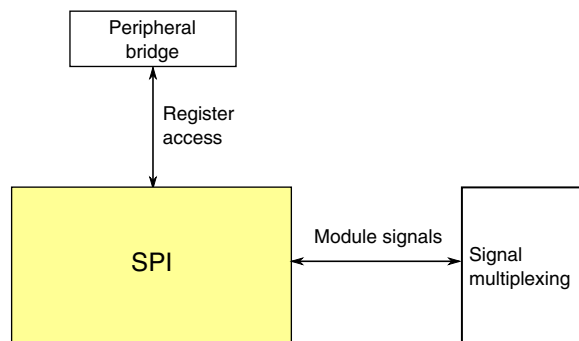 Peripheral
bridge
Register
access
SPI
Module signals
Signal
multiplexing